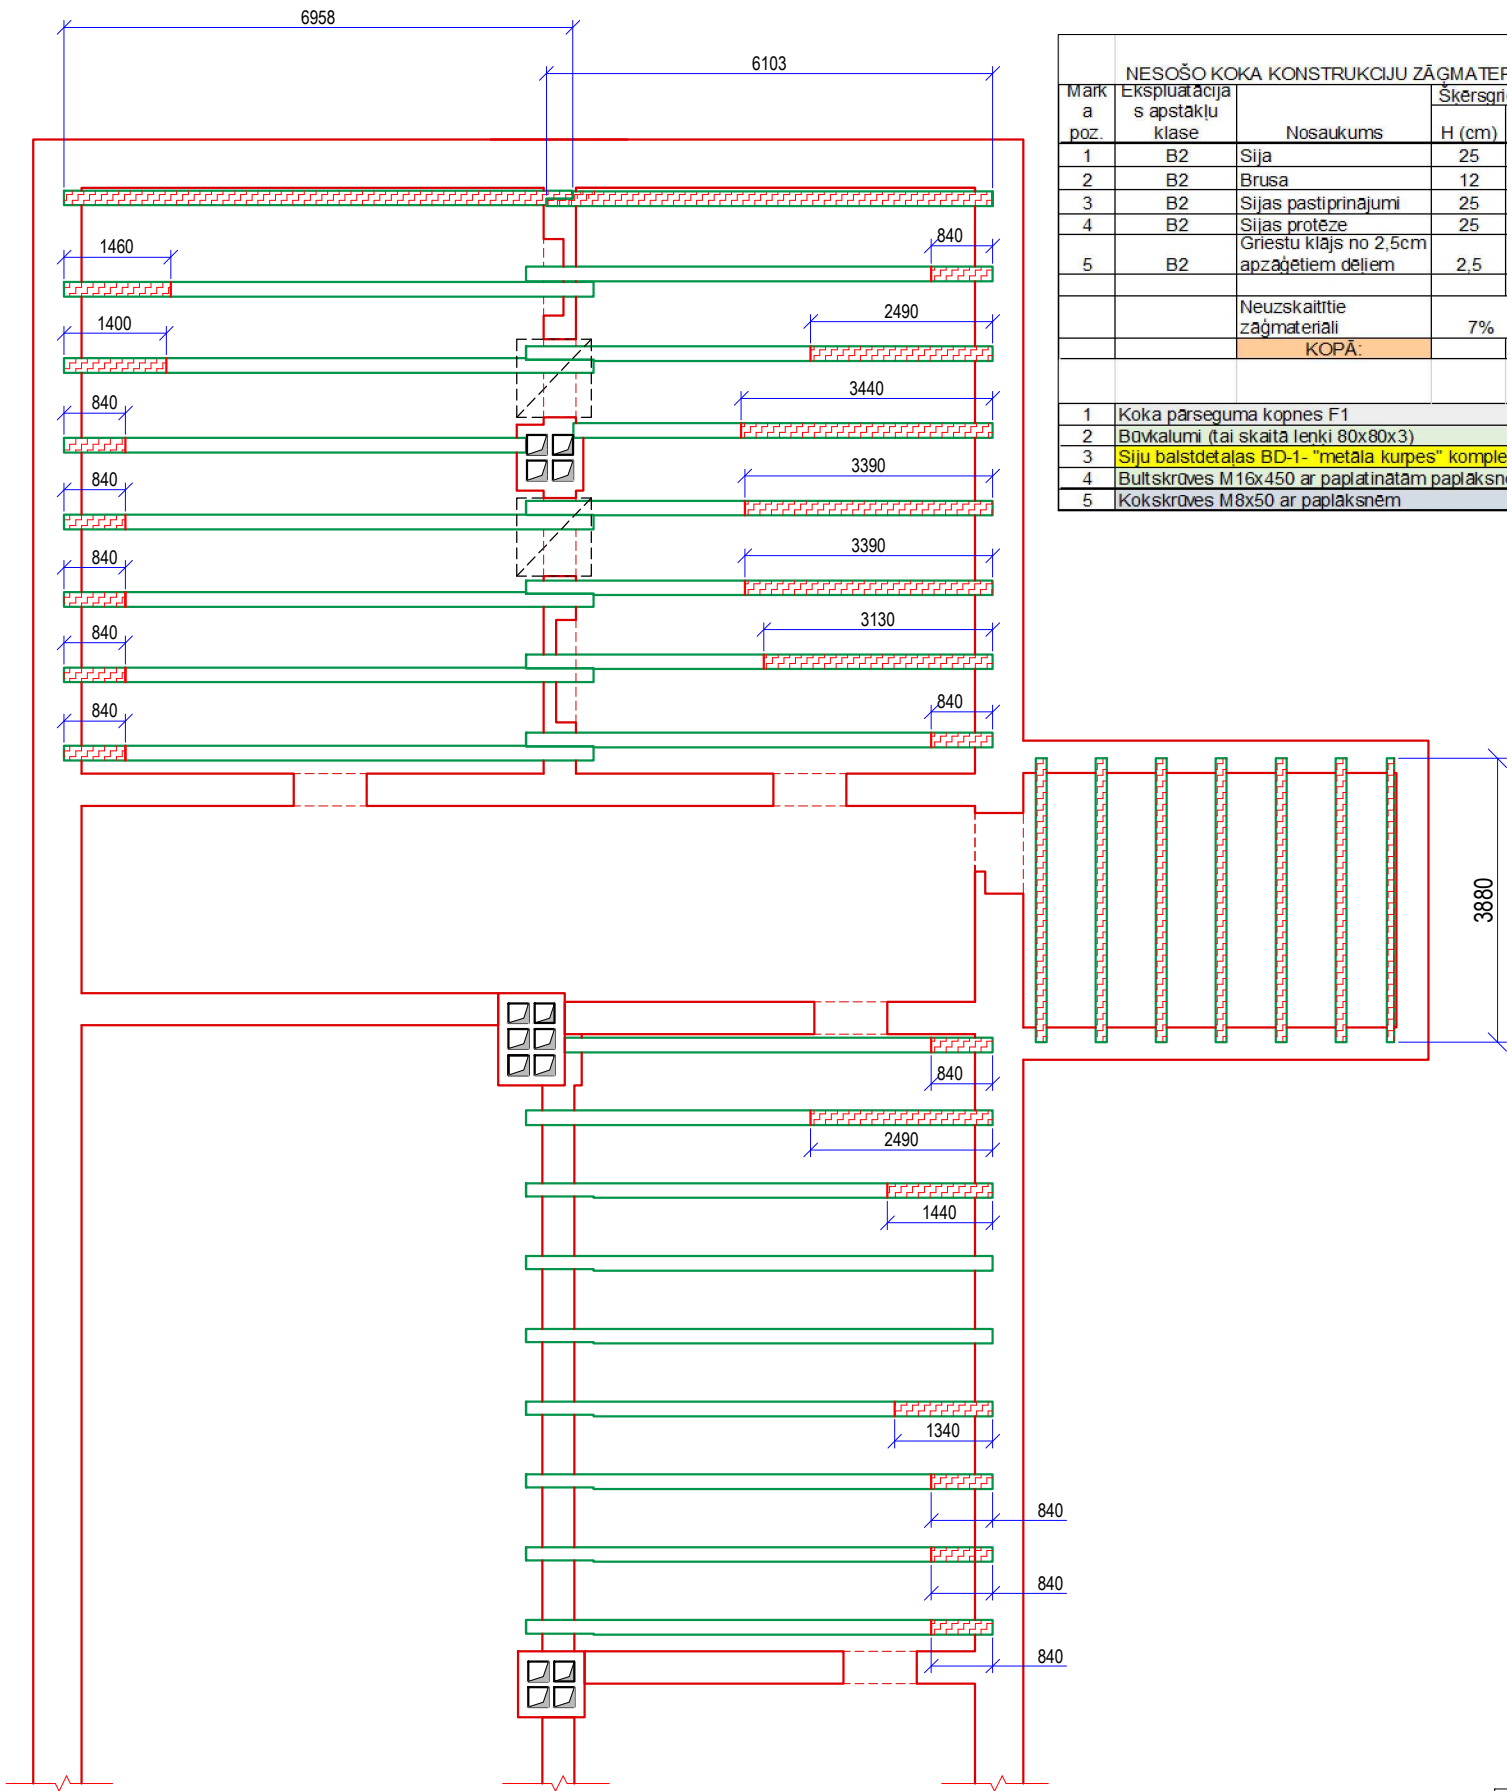 6958
6103
NESOŠO KOKA KONSTRUKCIJU ZĀĢMATER
Mark
a
poz.
Ekspluatācija
s apstākļu
klase
Nosaukums
Šķērsgri
H (cm)
1 B2 Sija 25
2 B2 Brusa 12
3 B2 Sijas pastiprinājumi 25
4 B2 Sijas protēze 25
5 B2 Griestu klājs no 2,5cm
apzāģētiem dēļiem 2,5
Neuzskaitītie
zāģmateriāli 7%
KOPĀ:
1 Koka pārseguma kopnes F1
2 Būvkalumi (tai skaitā leņķi 80x80x3)
3 Siju balstdetaļas BD-1- "metāla kurpes" komple
4 Bultskrūves M16x450 ar paplatinātām paplāksn
5 Kokskrūves M8x50 ar paplāksnēm
1460
840
1400
2490
840
3440
840
3390
840
3390
840
3130
840
840
3880
840
2490
1440
1340
840
840
840